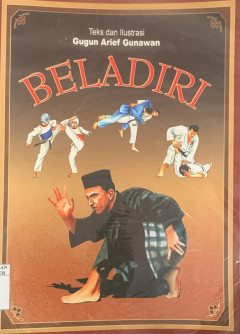 Teks dan Ilustrasi
Gugun Arief Gunawan
BELADIRI